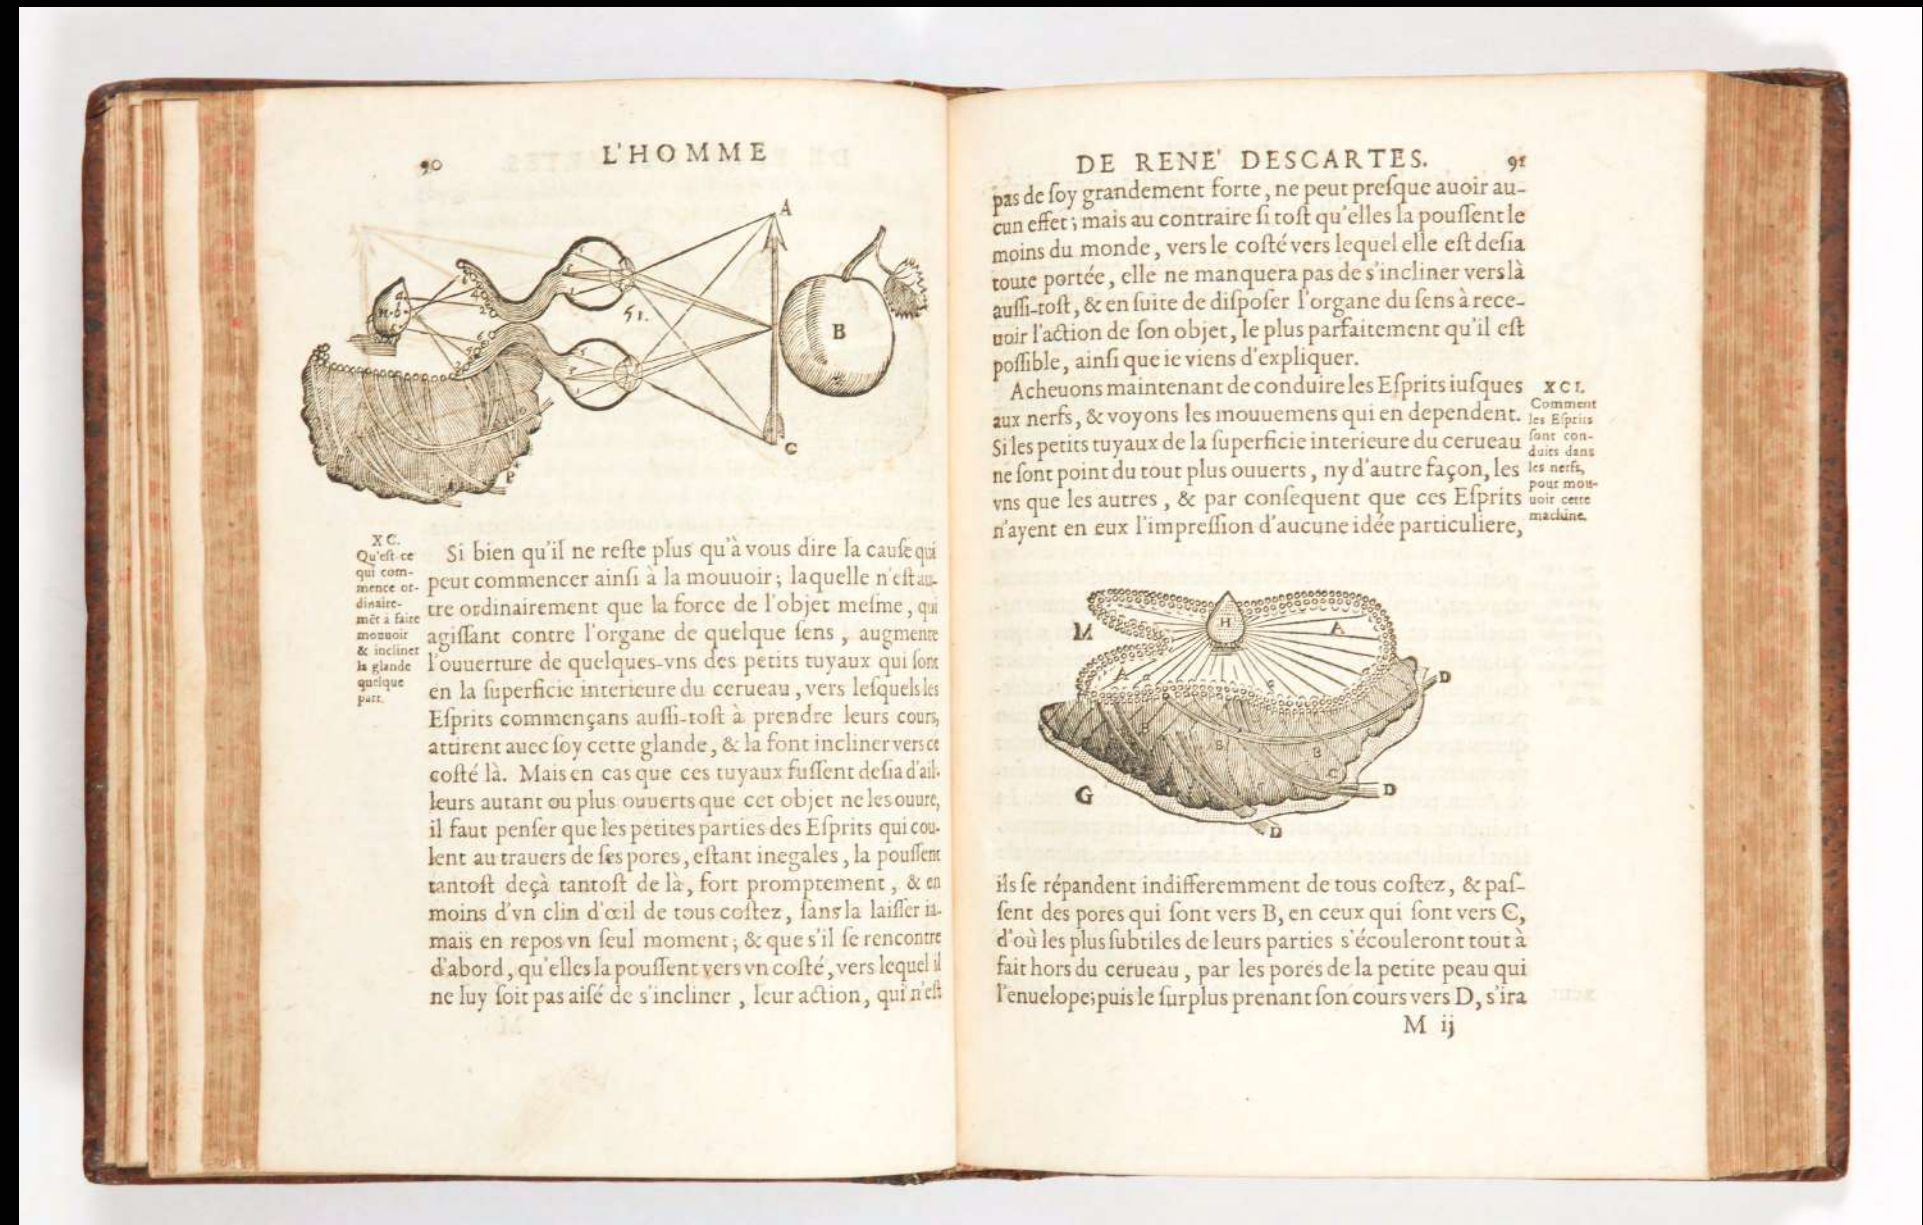 90
L'HOMME
A
B
C
H
51.
P
XC.
Qu'est-ce
qui com-
mence or-
dinaire-
mēt à faire
mouuoir
& incliner
la glande
quelque
part.
Si bien qu'il ne reſte plus qu'à vous dire la cauſe qui
peut commencer ainſi à la mouuoir ; laquelle n'eſt au-
tre ordinairement que la force de l'objet meſme, qui
agiſſant contre l'organe de quelque ſens , augmente
l'ouuerture de quelques-vns des petits tuyaux qui ſont
en la ſuperficie interieure du cerueau, vers leſquels les
Eſprits commençans auſſi-toſt à prendre leurs cours,
attirent auec ſoy cette glande, & la font incliner vers ce
coſté là. Mais en cas que ces tuyaux fuſſent deſia d'ail-
leurs autant ou plus ouuerts que cet objet ne les ouure,
il faut penſer que les petites parties des Eſprits qui cou-
lent au trauers de ſes pores, eſtant inegales, la pouſſent
tantoſt deçà tantoſt de là, fort promptement, & en
moins d'vn clin d'œil de tous coſtez, ſans la laiſſer ia-
mais en repos vn ſeul moment ; & que s'il ſe rencontre
d'abord, qu'elles la pouſſent vers vn coſté, vers lequel il
ne luy ſoit pas aiſé de s'incliner , leur action, qui n'eſt
DE RENE' DESCARTES.
91
pas de ſoy grandement forte, ne peut preſque auoir au-
cun effet ; mais au contraire ſi toſt qu'elles la pouſſent le
moins du monde, vers le coſté vers lequel elle eſt deſia
toute portée, elle ne manquera pas de s'incliner vers là
auſſi-toſt, & en ſuite de diſpoſer l'organe du ſens à rece-
uoir l'action de ſon objet, le plus parfaitement qu'il eſt
poſſible, ainſi que ie viens d'expliquer.
Acheuons maintenant de conduire les Eſprits iuſques
aux nerfs, & voyons les mouuemens qui en dependent.
Si les petits tuyaux de la ſuperficie interieure du cerueau
ne ſont point du tout plus ouuerts, ny d'autre façon, les
vns que les autres, & par conſequent que ces Eſprits
n'ayent en eux l'impreſſion d'aucune idée particuliere,
XCI.
Comment
les Eſprits
ſont con-
duits dans
les nerfs,
pour mou-
uoir cette
machine.
M
H
A
A
D
B
B
C
G
D
D
ils ſe répandent indifferemment de tous coſtez, & paſ-
ſent des pores qui ſont vers B, en ceux qui ſont vers C,
d'où les plus ſubtiles de leurs parties s'écouleront tout à
fait hors du cerueau, par les pores de la petite peau qui
l'enuelope; puis le ſurplus prenant ſon cours vers D, s'ira
M ij